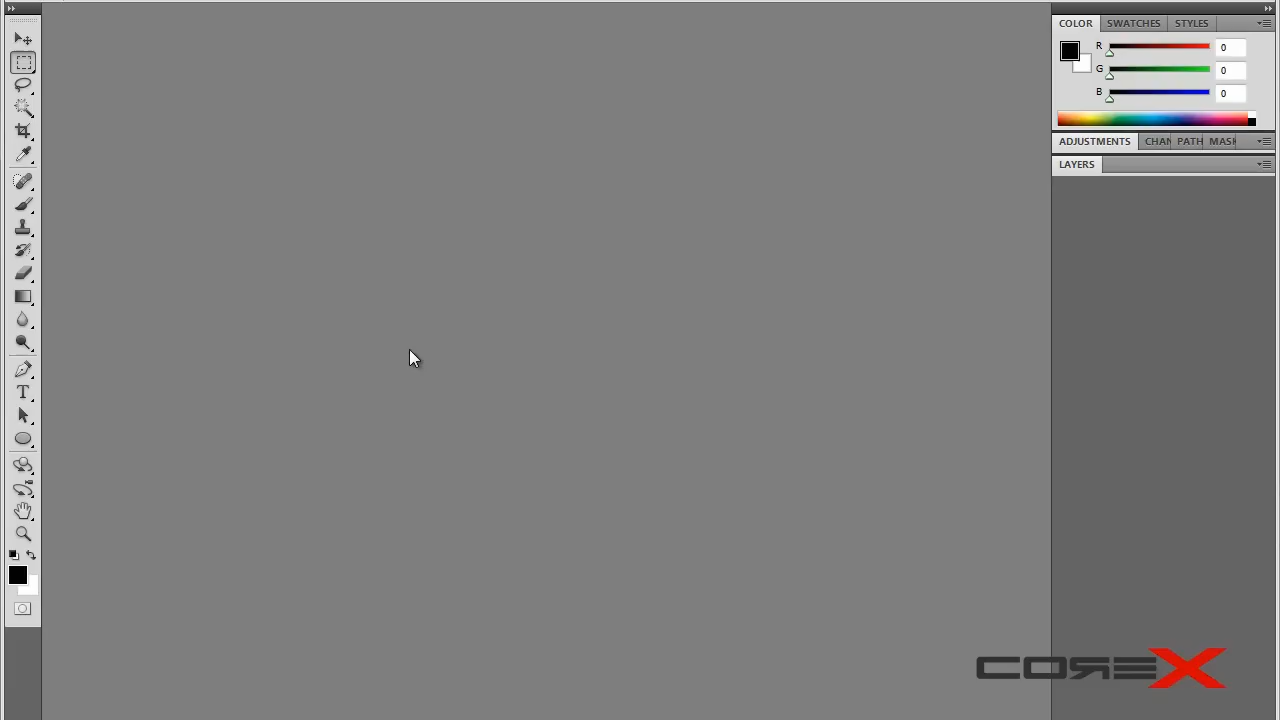 COLOR SWATCHES STYLES
R 0
G 0
B 0
ADJUSTMENTS CHAN PATH MASK
LAYERS
T
COREX